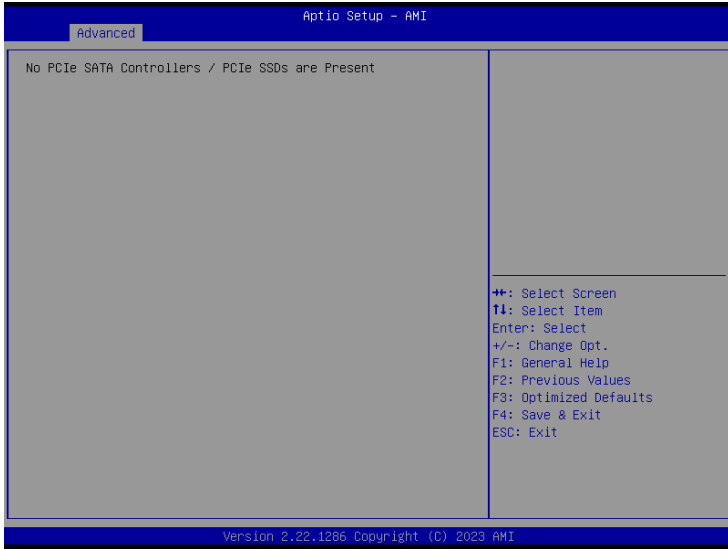 Aptio Setup – AMI
Advanced
No PCIe SATA Controllers / PCIe SSDs are Present
→←: Select Screen
↑↓: Select Item
Enter: Select
+/-: Change Opt.
F1: General Help
F2: Previous Values
F3: Optimized Defaults
F4: Save & Exit
ESC: Exit
Version 2.22.1286 Copyright (C) 2023 AMI